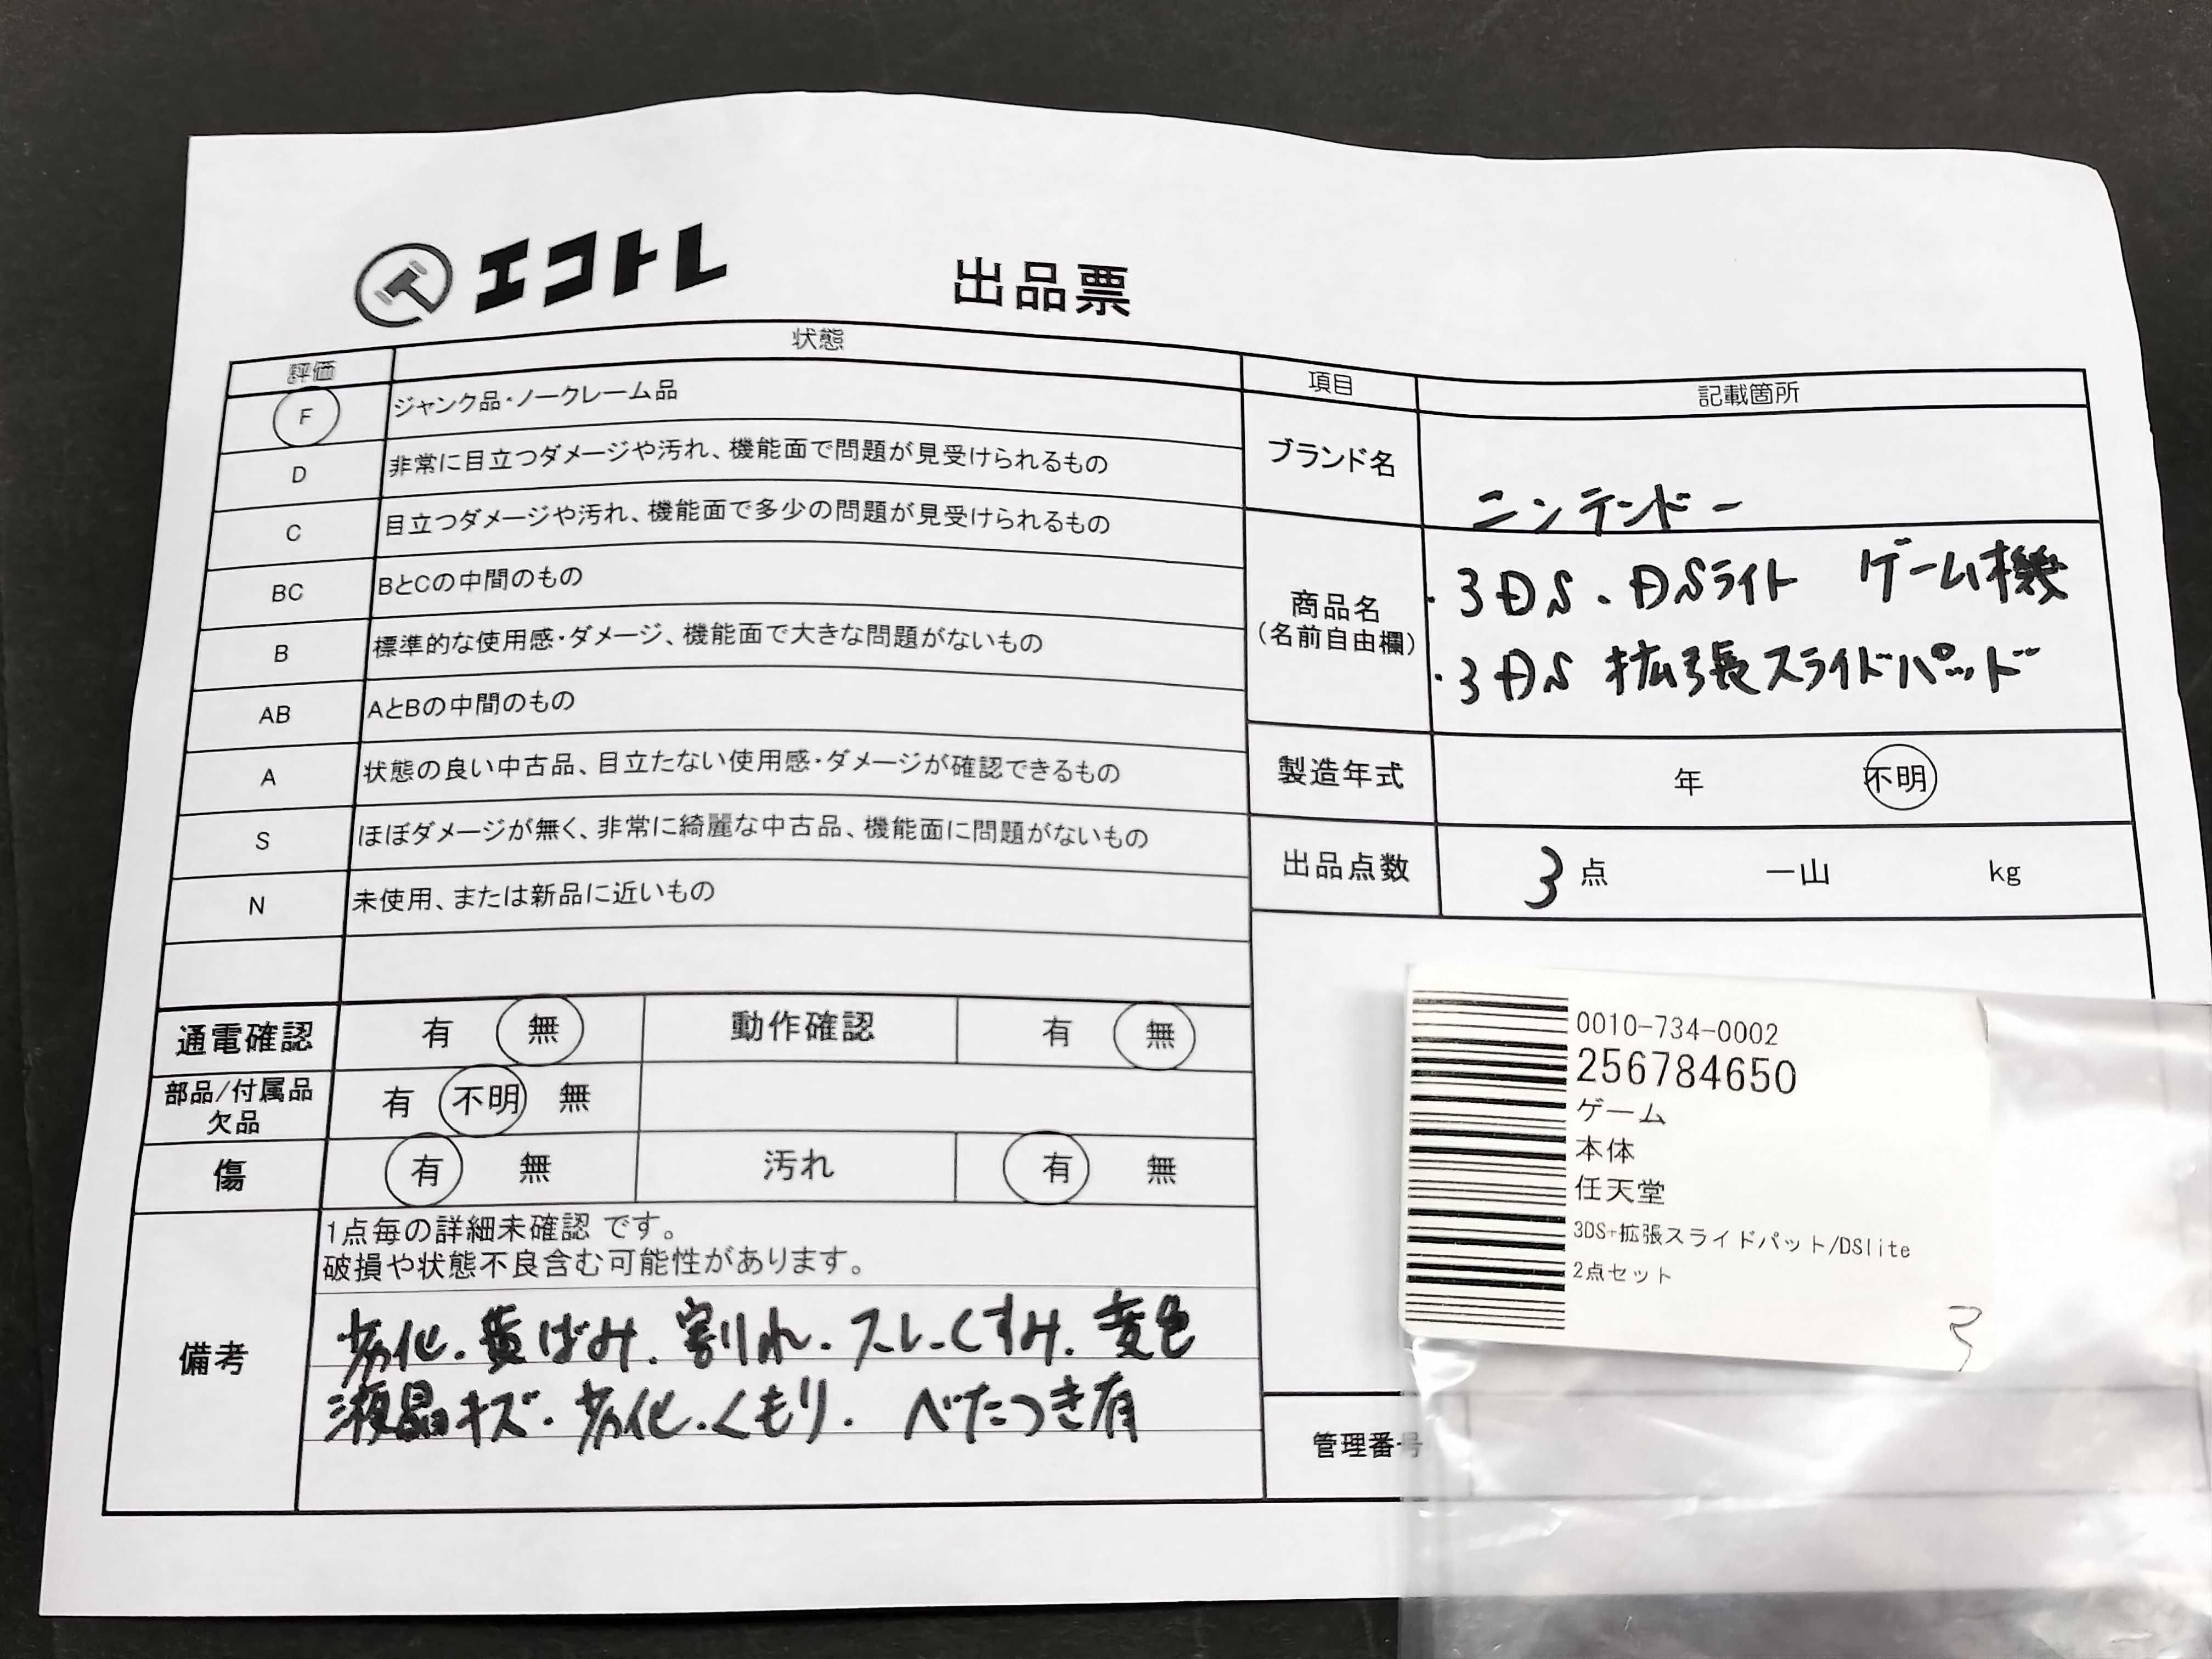 エコトレ
出品票
評価 状態
F ジャンク品・ノークレーム品
D 非常に目立つダメージや汚れ、機能面で問題が見受けられるもの
C 目立つダメージや汚れ、機能面で多少の問題が見受けられるもの
BC BとCの中間のもの
B 標準的な使用感・ダメージ、機能面で大きな問題がないもの
AB AとBの中間のもの
A 状態の良い中古品、目立たない使用感・ダメージが確認できるもの
S ほぼダメージが無く、非常に綺麗な中古品、機能面に問題がないもの
N 未使用、または新品に近いもの
通電確認 有 無 動作確認 有 無
部品/付属品
欠品
有 不明 無
傷 有 無 汚れ 有 無
備考
1点毎の詳細未確認 です。
破損や状態不良含む可能性があります。
劣化.黄ばみ.割れ.スレ.くすみ.変色
液晶キズ.劣化.くもり. べたつき有
項目 記載箇所
ブランド名 ニンテンドー
商品名
(名前自由欄)
・3DS.DSライト ゲーム機
・3DS 拡張スライドパッド
製造年式 年 不明
出品点数 3 点 一山 kg
0010-734-0002
256784650
ゲーム
本体
任天堂
3DS+拡張スライドパット/DSlite
2点セット
3
管理番号